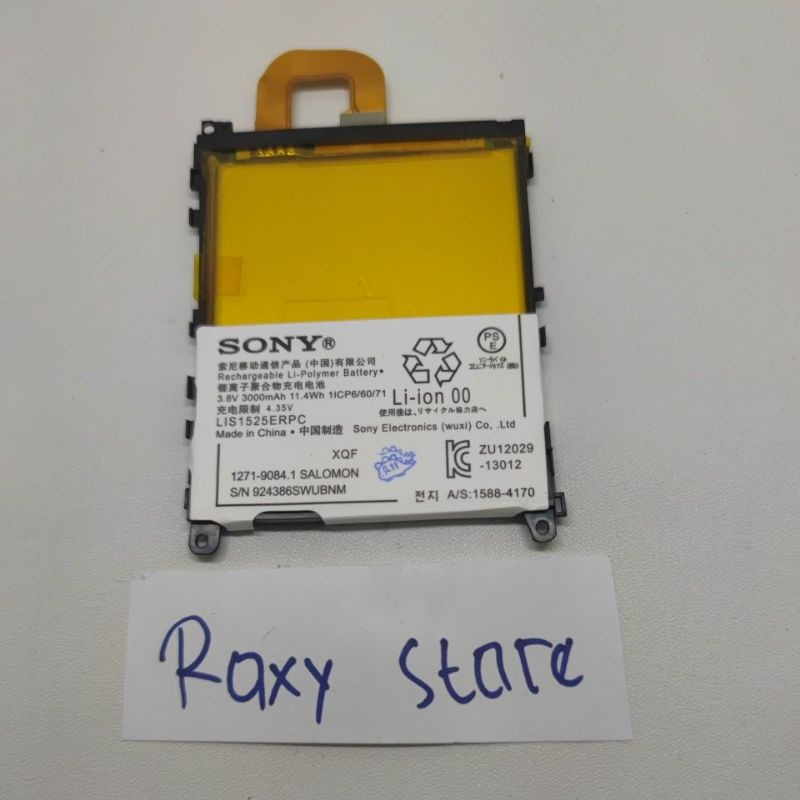 SONY®
索尼移动通信产品 (中国)有限公司
Rechargeable Li-Polymer Battery•
锂离子聚合物充电电池
3.8V 3000mAh 11.4Wh 1ICP6/60/71
充电限制 4.35V
LIS1525ERPC
Made in China • 中国制造 Sony Electronics (wuxi) Co, .Ltd
Li-ion 00
使用後は、リサイクル協力店へ
PS
E
ZU12029
-13012
XQF
1271-9084.1 SALOMON
S/N 924386SWUBNM
전지 A/S:1588-4170
Roxy store